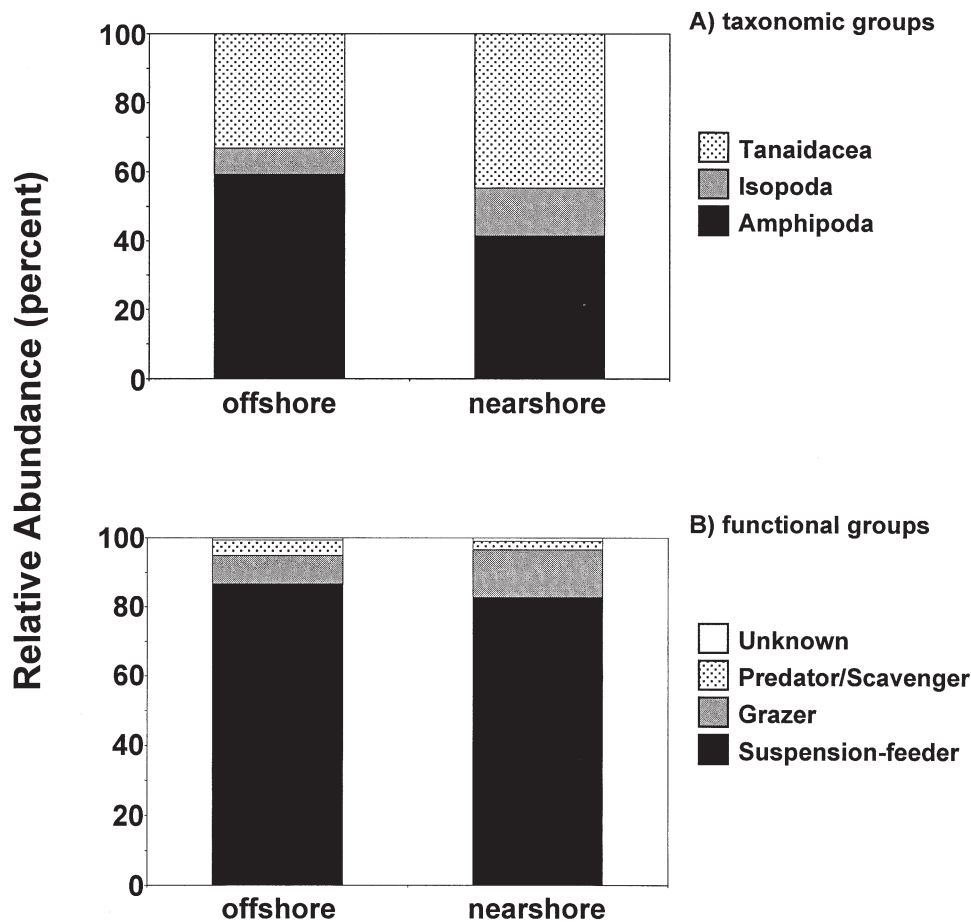 Relative Abundance (percent)
A) taxonomic groups
100
80
60
40
20
0
offshore
nearshore
Tanaidacea
Isopoda
Amphipoda
B) functional groups
100
80
60
40
20
0
offshore
nearshore
Unknown
Predator/Scavenger
Grazer
Suspension-feeder